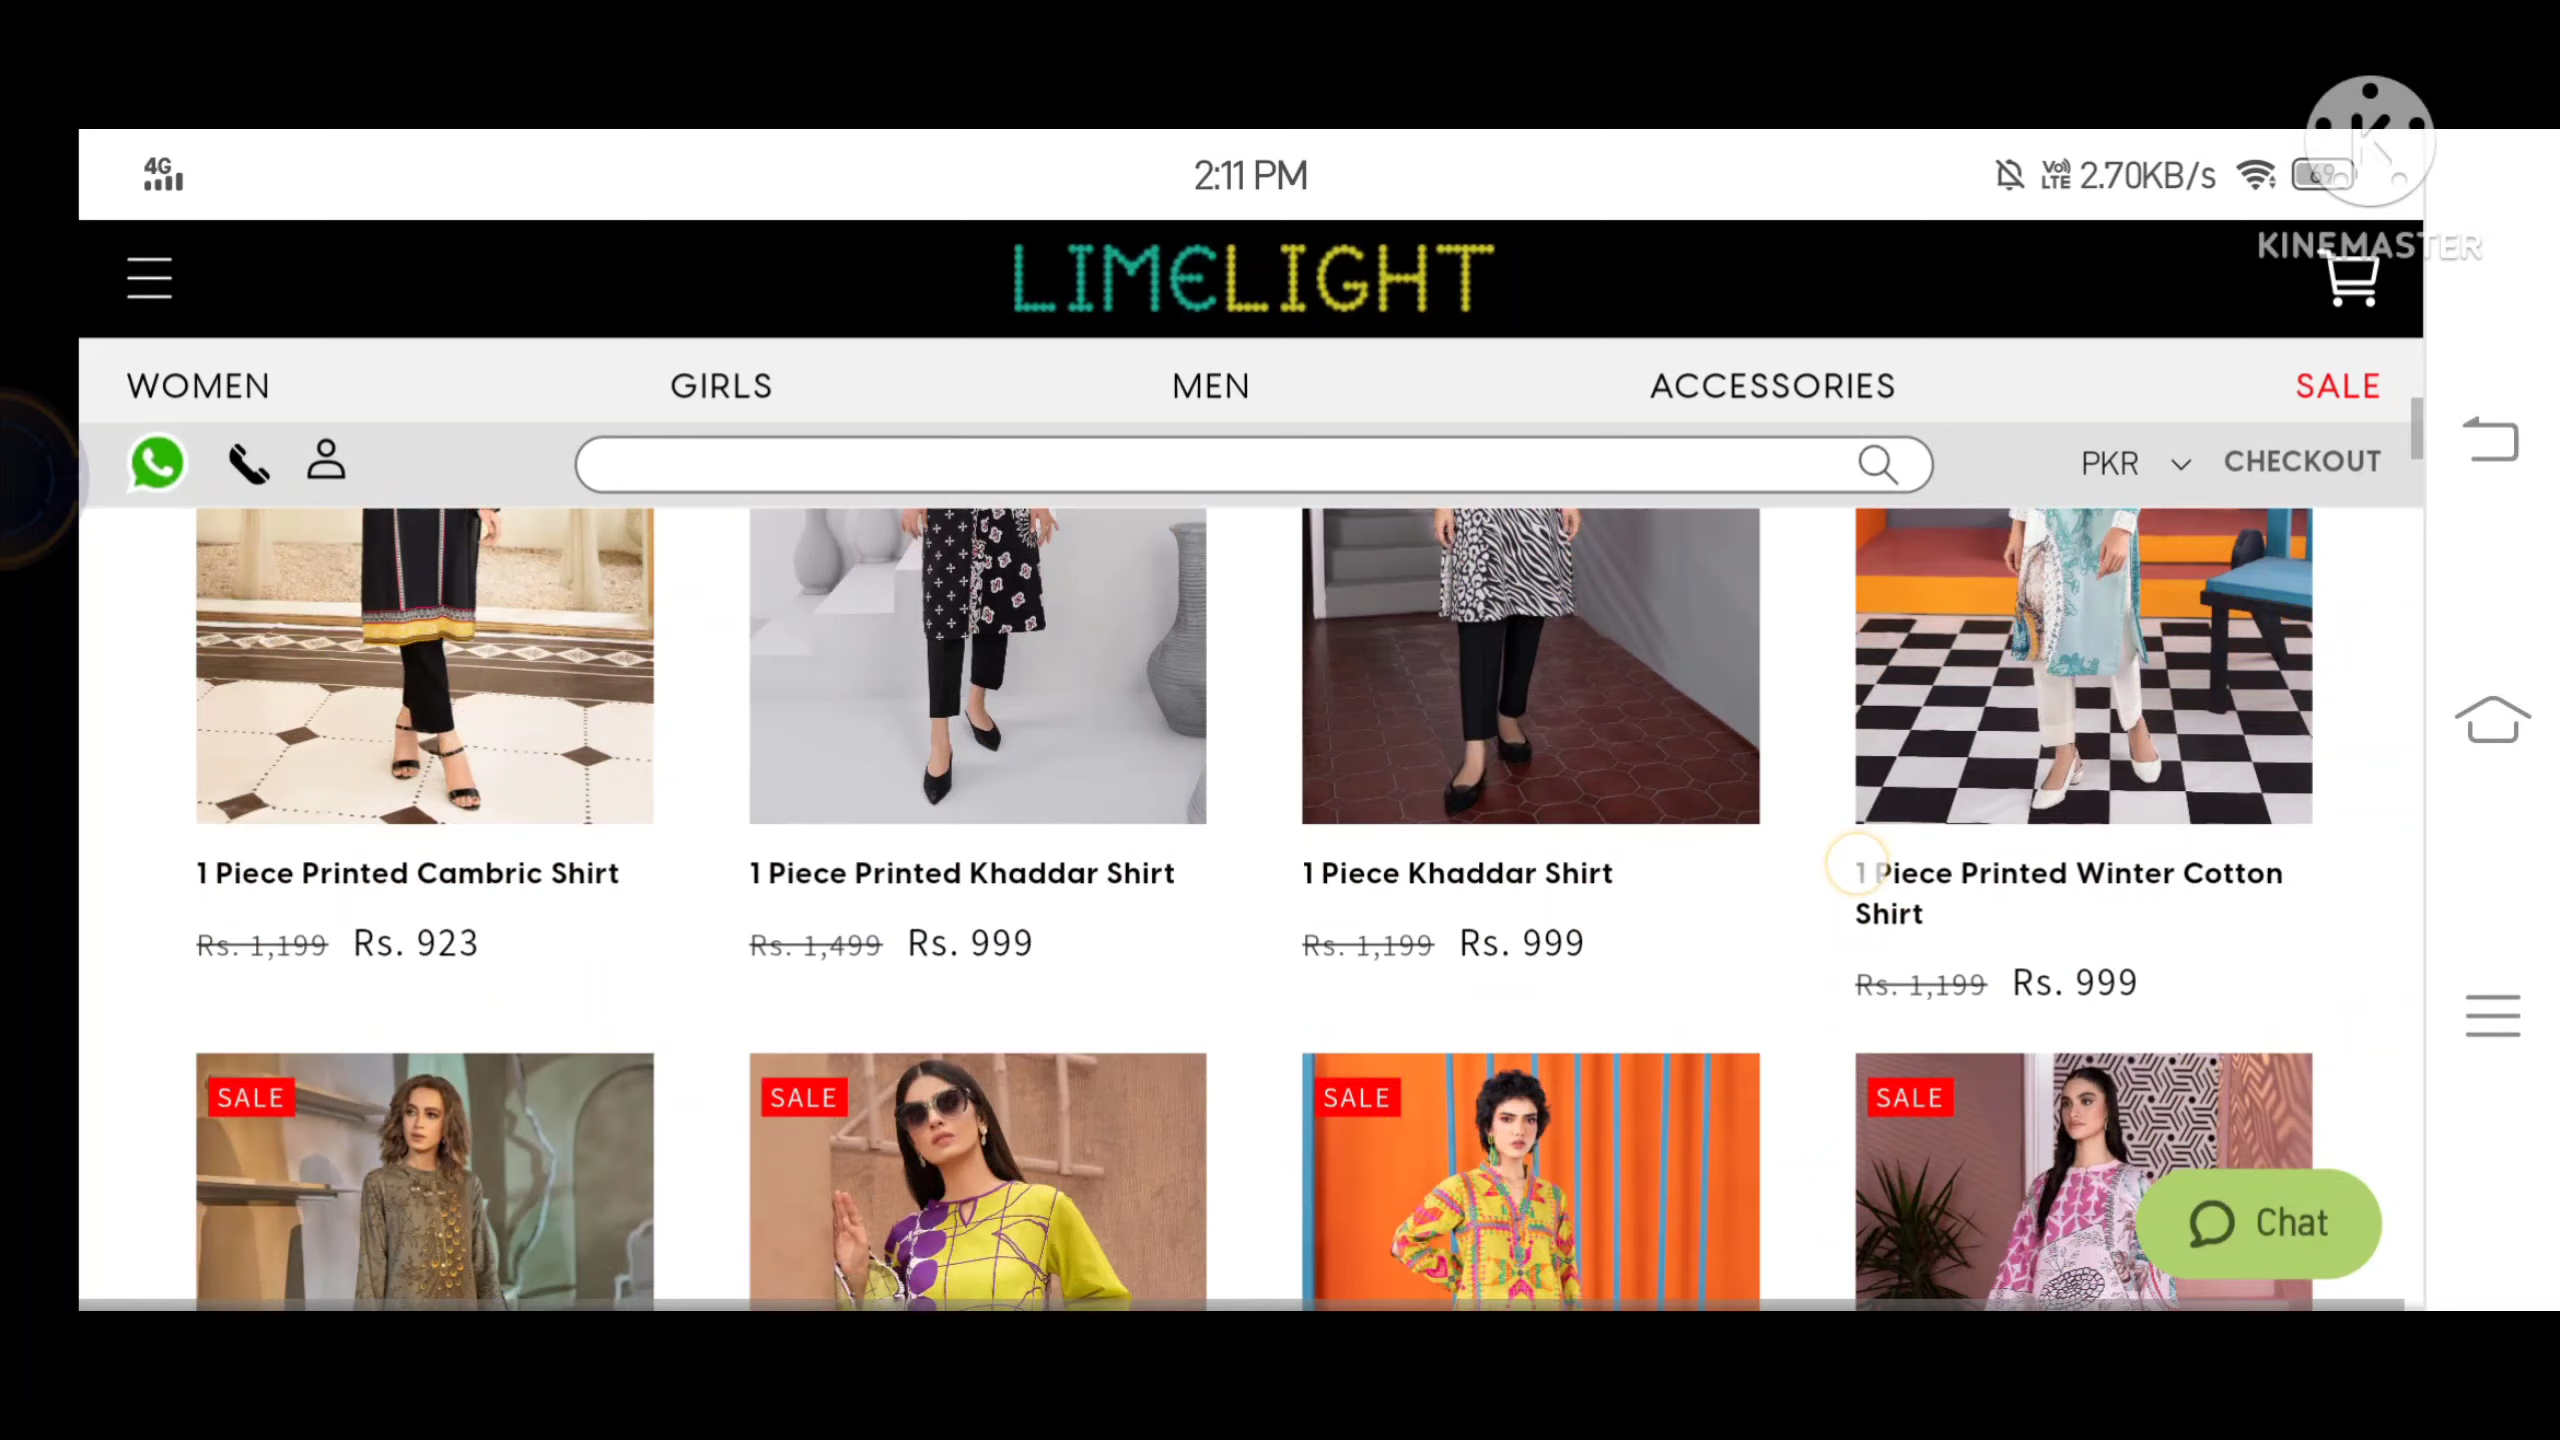 4G
2:11 PM
Vo)) LTE 2.70KB/s 69
KINEMASTER
LIMELIGHT
WOMEN GIRLS MEN ACCESSORIES SALE
PKR CHECKOUT
1 Piece Printed Cambric Shirt
Rs. 1,199 Rs. 923
1 Piece Printed Khaddar Shirt
Rs. 1,499 Rs. 999
1 Piece Khaddar Shirt
Rs. 1,199 Rs. 999
1 Piece Printed Winter Cotton
Shirt
Rs. 1,199 Rs. 999
SALE SALE SALE SALE
Chat